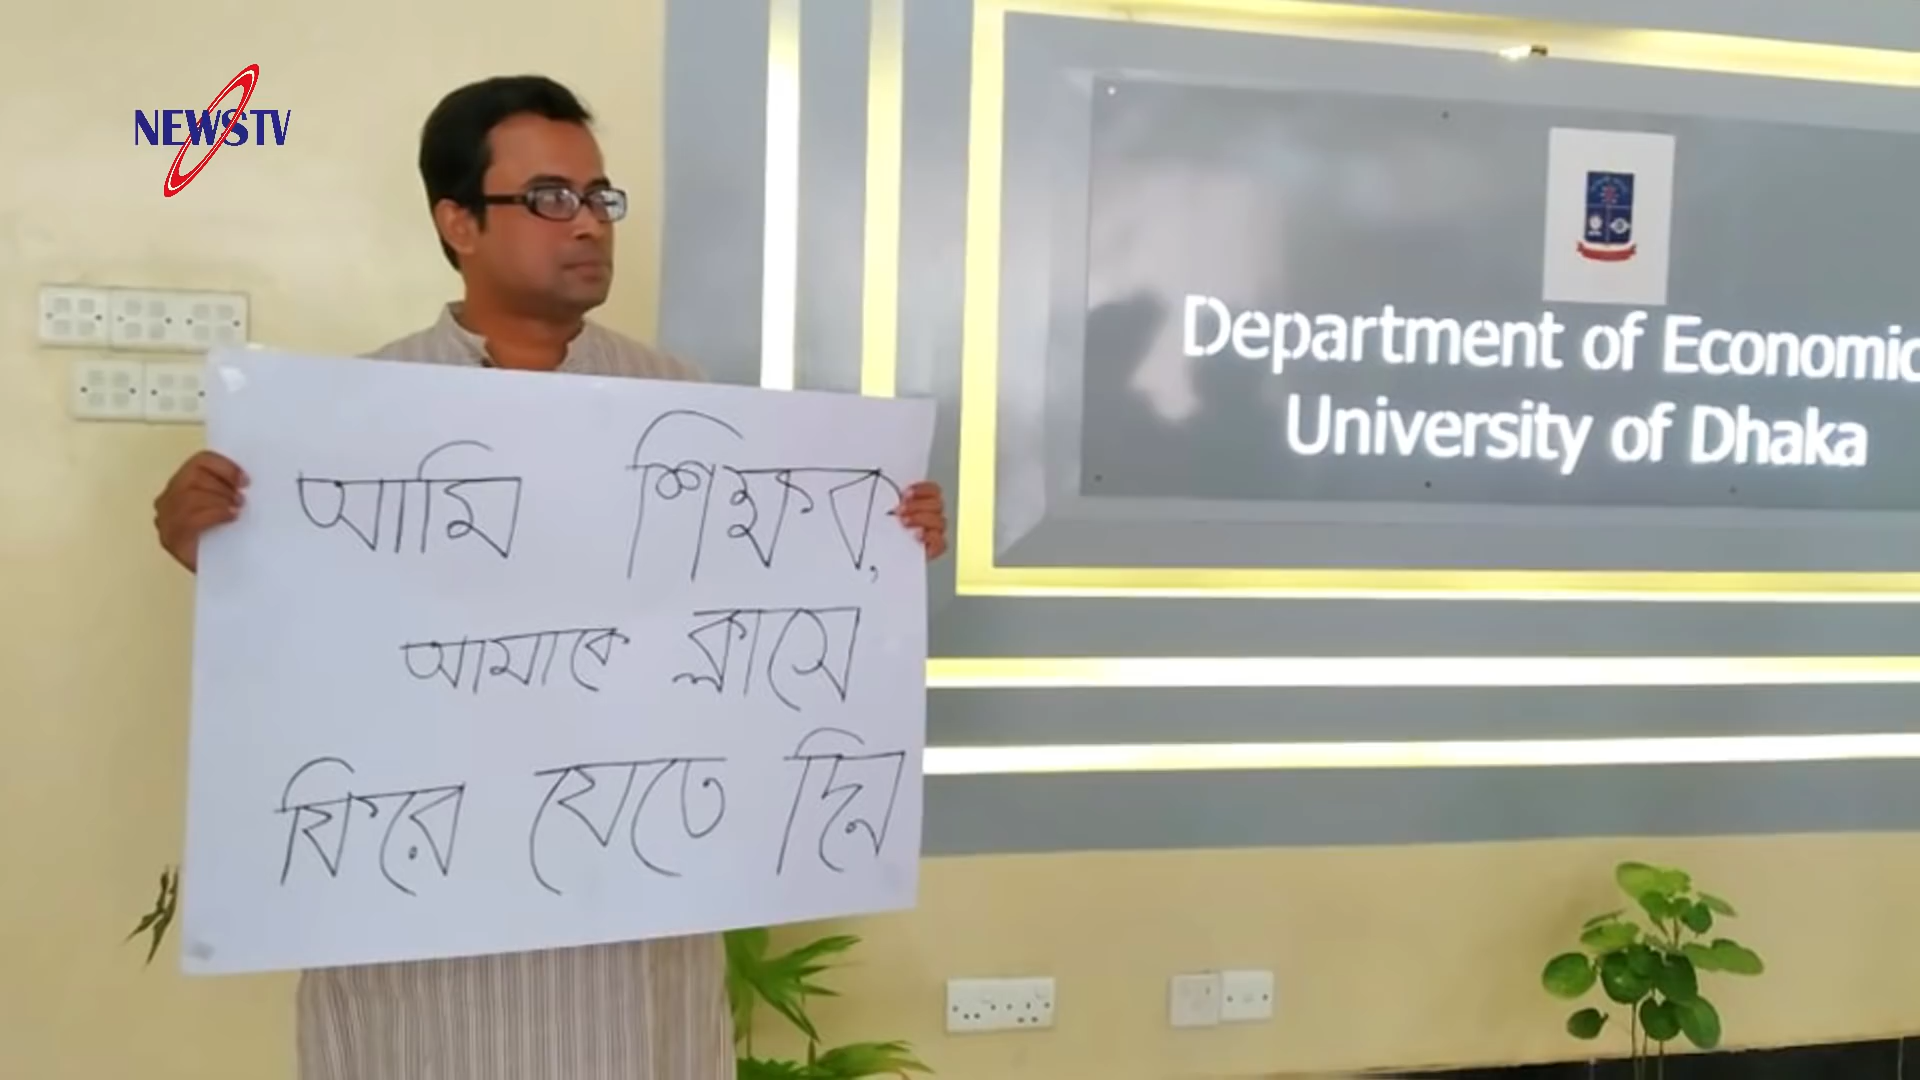 NEWSTV
Department of Economic
University of Dhaka
আমি শিক্ষক,
আমাকে ক্লাসে
ফিরে যেতে দিন